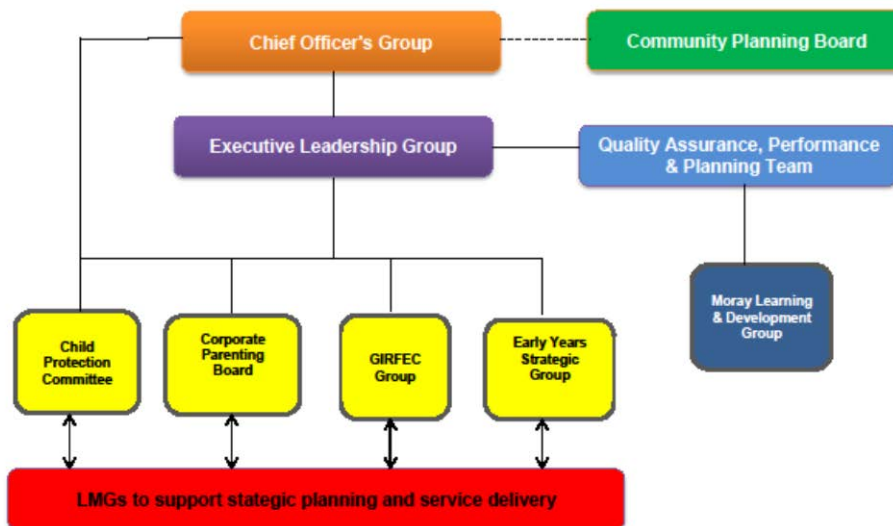 Chief Officer's Group
Community Planning Board
Executive Leadership Group
Quality Assurance, Performance
& Planning Team
Moray Learning
& Development
Group
Child
Protection
Committee
Corporate
Parenting
Board
GIRFEC
Group
Early Years
Strategic
Group
LMGs to support stategic planning and service delivery